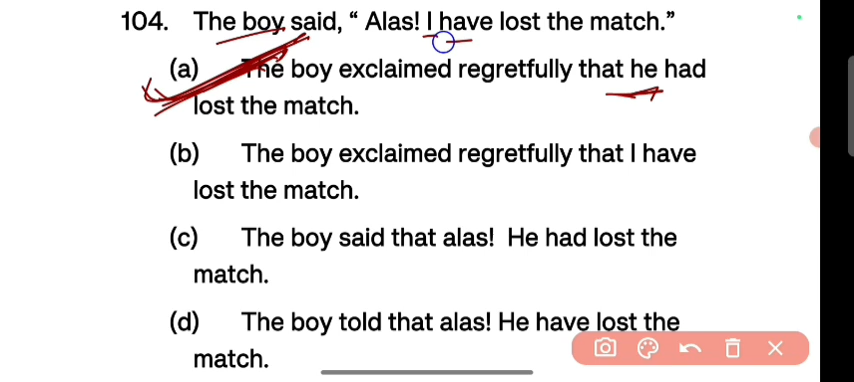 104. The boy said, “ Alas! I have lost the match.”
(a) The boy exclaimed regretfully that he had
lost the match.
(b) The boy exclaimed regretfully that I have
lost the match.
(c) The boy said that alas! He had lost the
match.
(d) The boy told that alas! He have lost the
match.